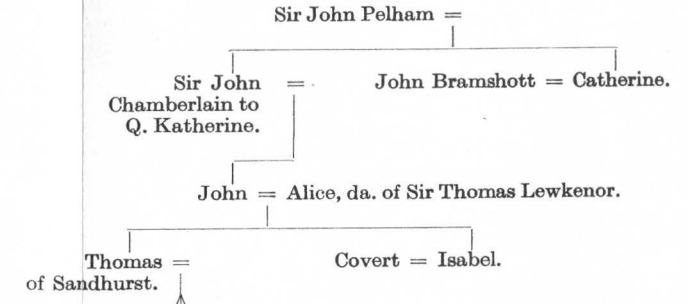 Sir John Pelham =
Sir John = John Bramshott = Catherine.
Chamberlain to
Q. Katherine.
John = Alice, da. of Sir Thomas Lewkenor.
Thomas = Covert = Isabel.
of Sandhurst.